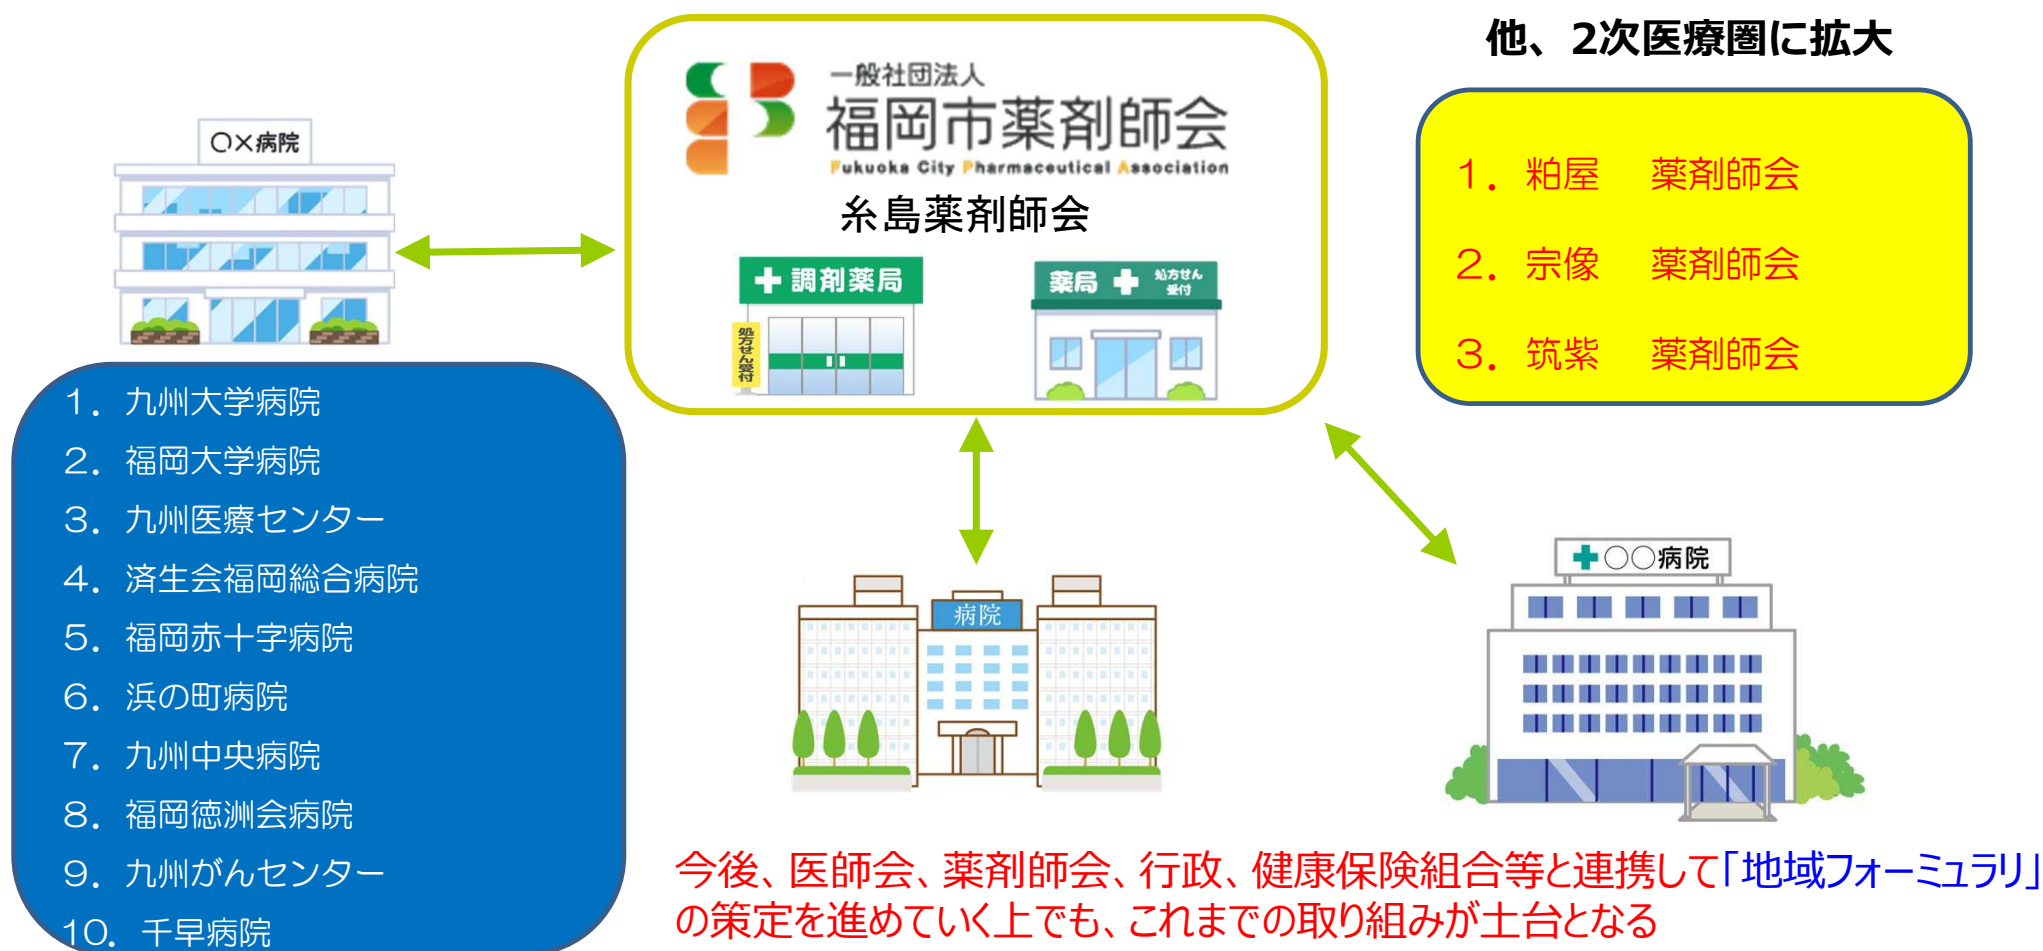 他、2次医療圏に拡大
一般社団法人
福岡市薬剤師会
Fukuoka City Pharmaceutical Association
糸島薬剤師会
調剤薬局
処方せん受付
薬局
処方せん
受付
〇×病院
1．粕屋　薬剤師会
2．宗像　薬剤師会
3．筑紫　薬剤師会
1．九州大学病院
2．福岡大学病院
3．九州医療センター
4．済生会福岡総合病院
5．福岡赤十字病院
6．浜の町病院
7．九州中央病院
8．福岡徳洲会病院
9．九州がんセンター
10．千早病院
病院
〇〇病院
今後、医師会、薬剤師会、行政、健康保険組合等と連携して「地域フォーミュラリ」
の策定を進めていく上でも、これまでの取り組みが土台となる